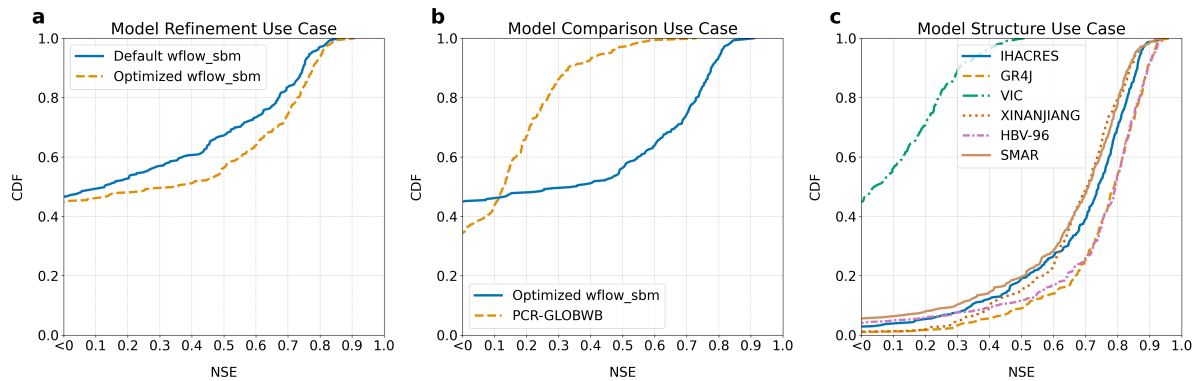 a
Model Refinement Use Case
CDF
1.0
0.8
0.6
0.4
0.2
0.0
Default wflow_sbm
Optimized wflow_sbm
<0 0.1 0.2 0.3 0.4 0.5 0.6 0.7 0.8 0.9 1.0
NSE
b
Model Comparison Use Case
CDF
1.0
0.8
0.6
0.4
0.2
0.0
Optimized wflow_sbm
PCR-GLOBWB
<0 0.1 0.2 0.3 0.4 0.5 0.6 0.7 0.8 0.9 1.0
NSE
c
Model Structure Use Case
CDF
1.0
0.8
0.6
0.4
0.2
0.0
IHACRES
GR4J
VIC
XINANJIANG
HBV-96
SMAR
<0 0.1 0.2 0.3 0.4 0.5 0.6 0.7 0.8 0.9 1.0
NSE